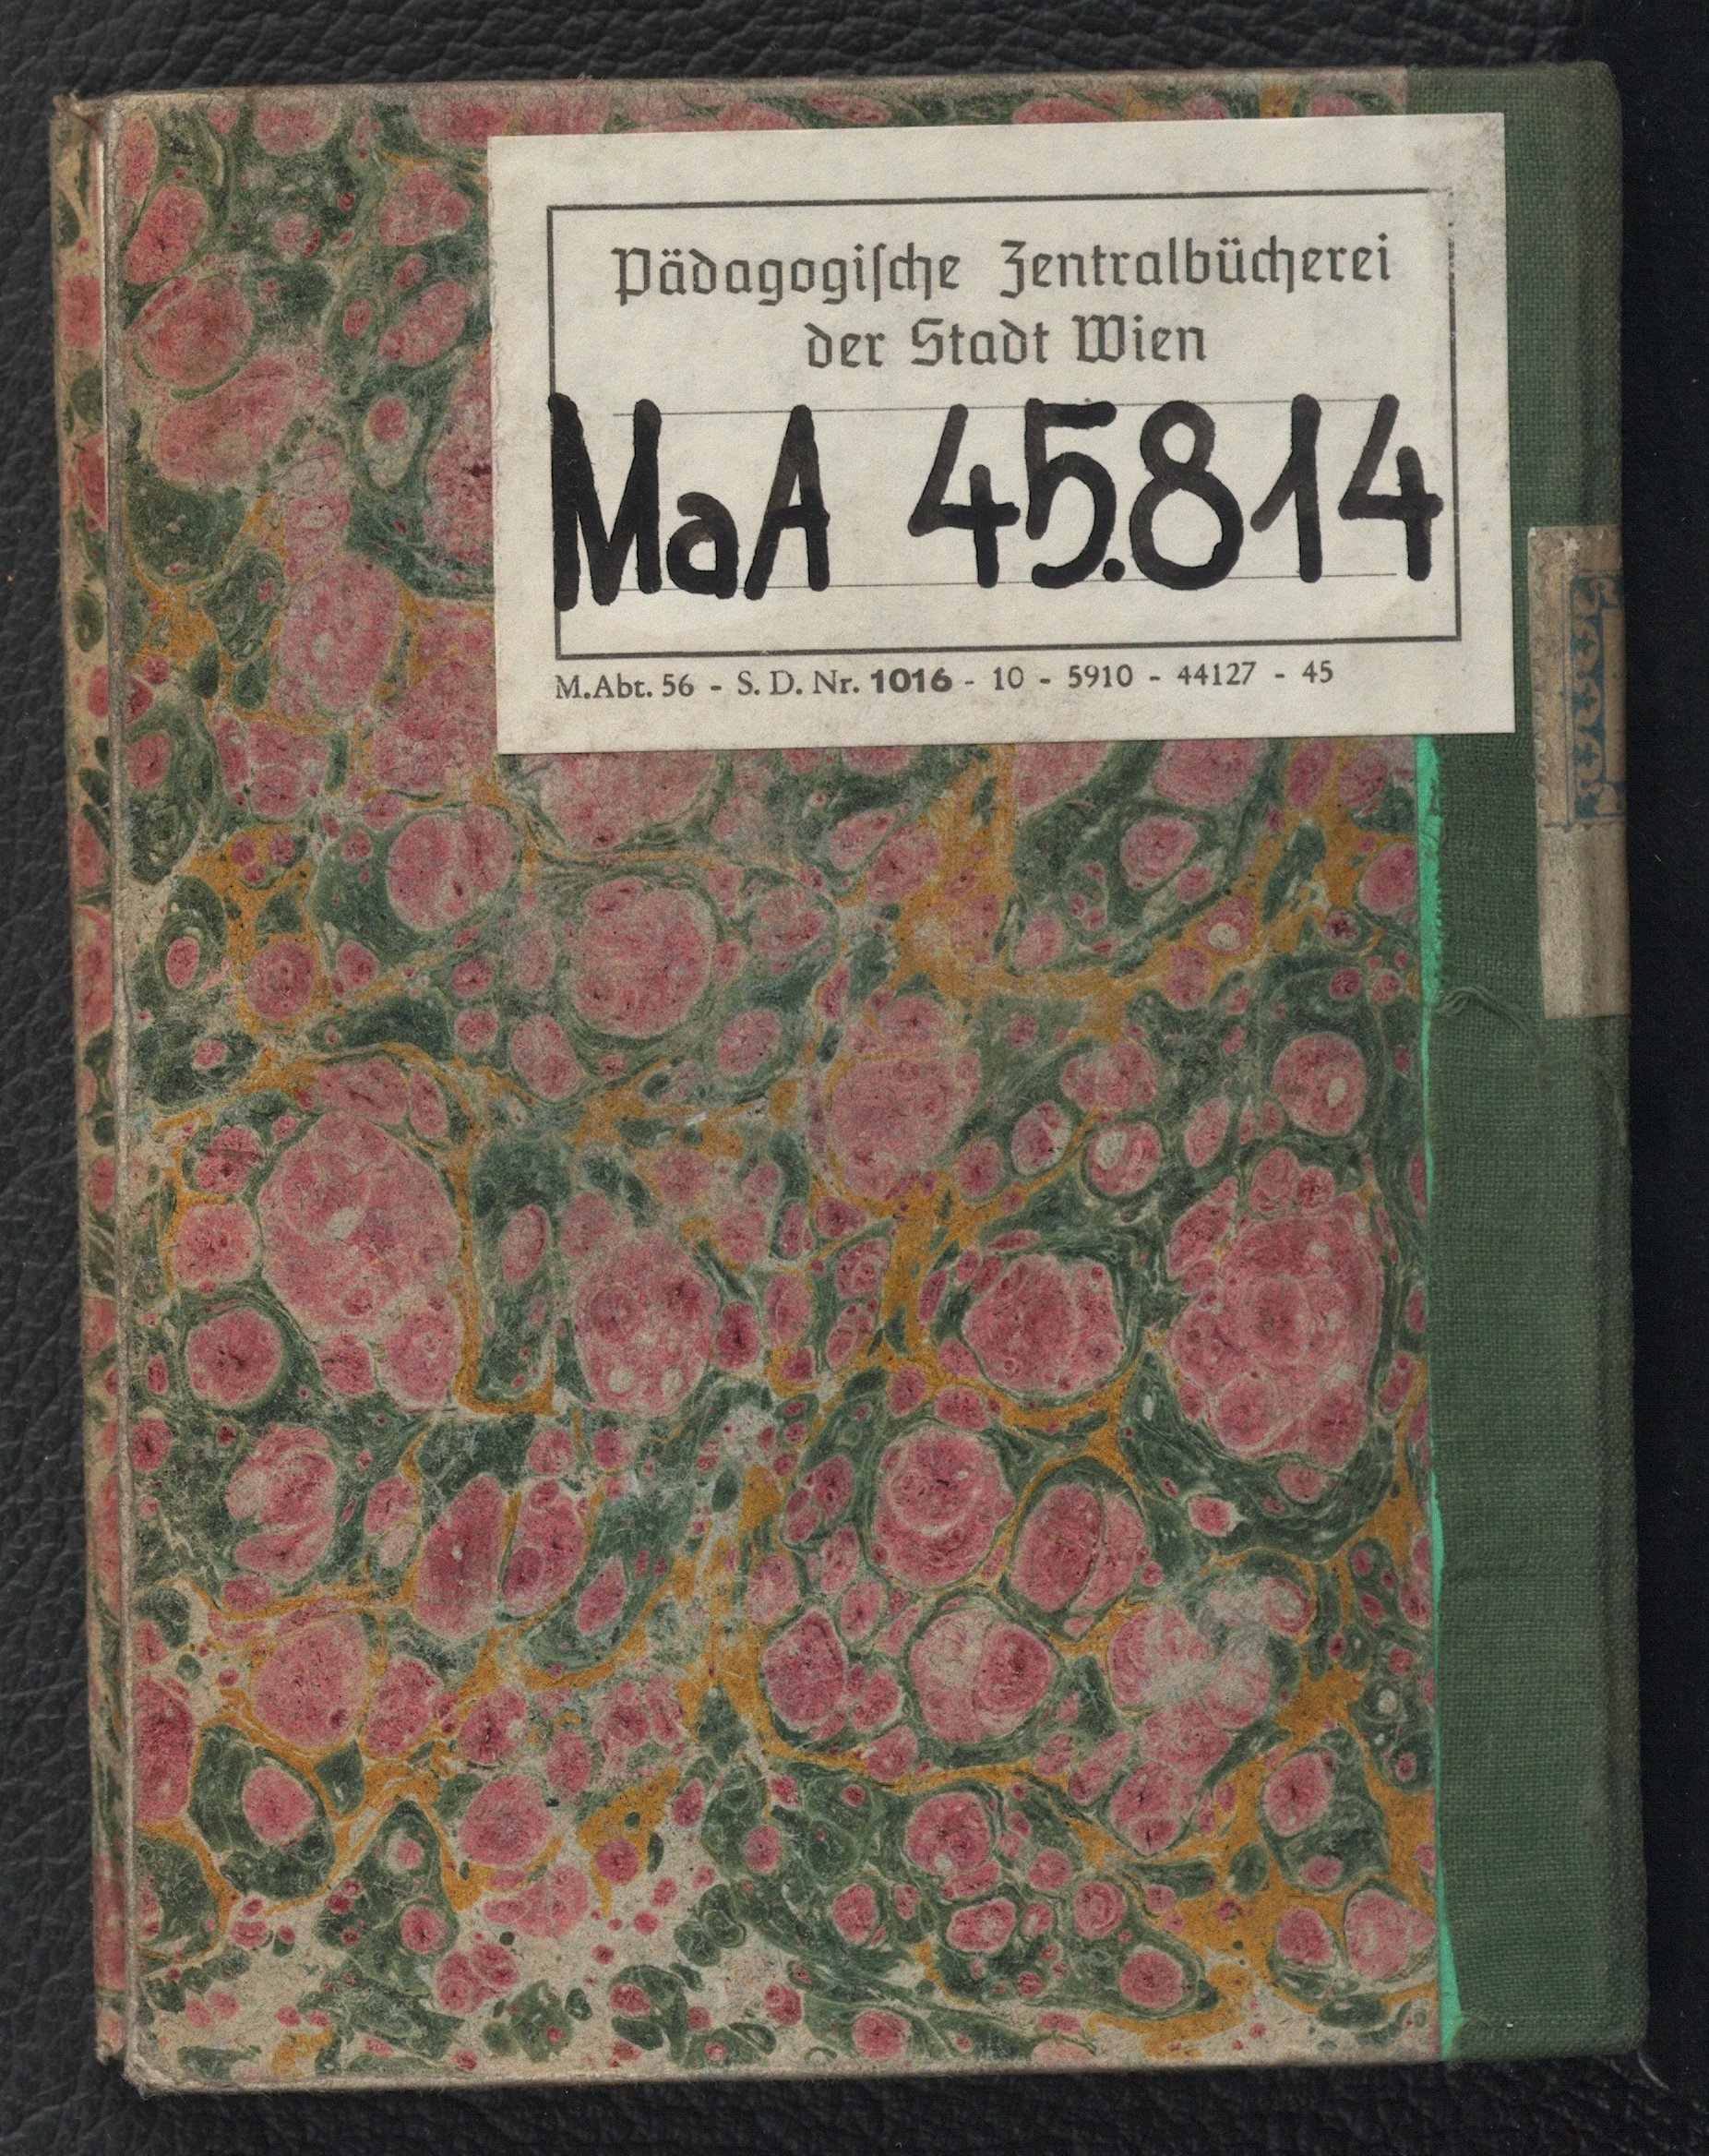 Pädagogiſche Zentralbücherei
der Stadt Wien
MaA 45.814
M.Abt. 56 - S. D. Nr. 1016 - 10 - 5910 - 44127 - 45